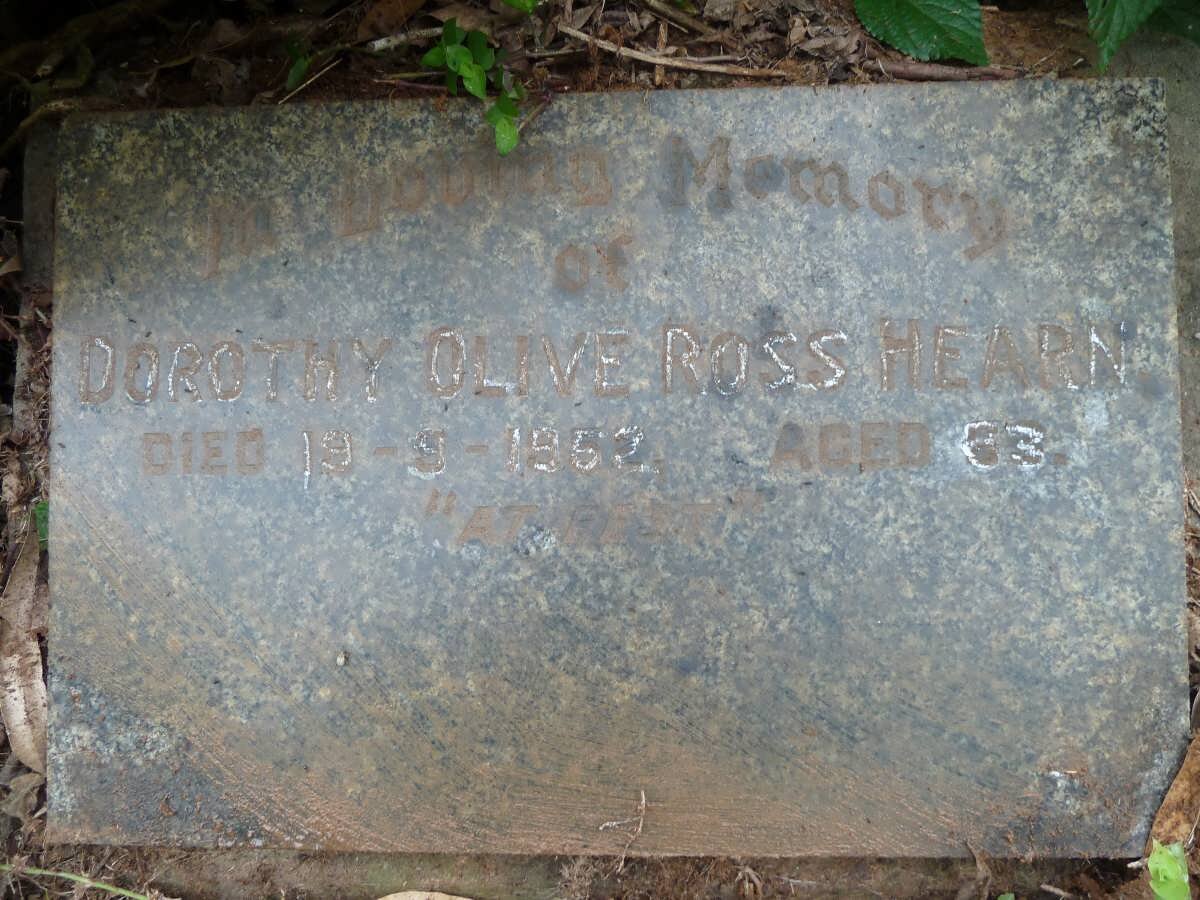 In Loving Memory
of
DOROTHY OLIVE ROSS HEARN.
DIED 19-9-1952. AGED 63.
"AT REST"